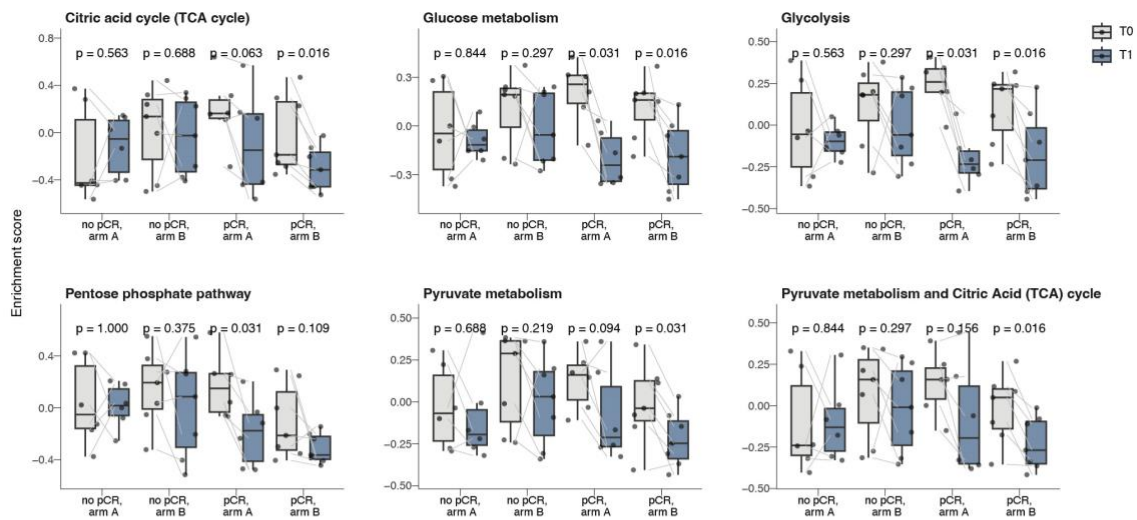 Citric acid cycle (TCA cycle)
Glucose metabolism
Glycolysis
T0
T1
Enrichment score
0.8
0.4
0.0
−0.4
p = 0.563
p = 0.688
p = 0.063
p = 0.016
no pCR, arm A
no pCR, arm B
pCR, arm A
pCR, arm B
0.3
0.0
−0.3
p = 0.844
p = 0.297
p = 0.031
p = 0.016
no pCR, arm A
no pCR, arm B
pCR, arm A
pCR, arm B
0.50
0.25
0.00
−0.25
−0.50
p = 0.563
p = 0.297
p = 0.031
p = 0.016
no pCR, arm A
no pCR, arm B
pCR, arm A
pCR, arm B
Pentose phosphate pathway
Pyruvate metabolism
Pyruvate metabolism and Citric Acid (TCA) cycle
0.4
0.0
−0.4
p = 1.000
p = 0.375
p = 0.031
p = 0.109
no pCR, arm A
no pCR, arm B
pCR, arm A
pCR, arm B
0.50
0.25
0.00
−0.25
−0.50
p = 0.688
p = 0.219
p = 0.094
p = 0.031
no pCR, arm A
no pCR, arm B
pCR, arm A
pCR, arm B
0.50
0.25
0.00
−0.25
−0.50
p = 0.844
p = 0.297
p = 0.156
p = 0.016
no pCR, arm A
no pCR, arm B
pCR, arm A
pCR, arm B